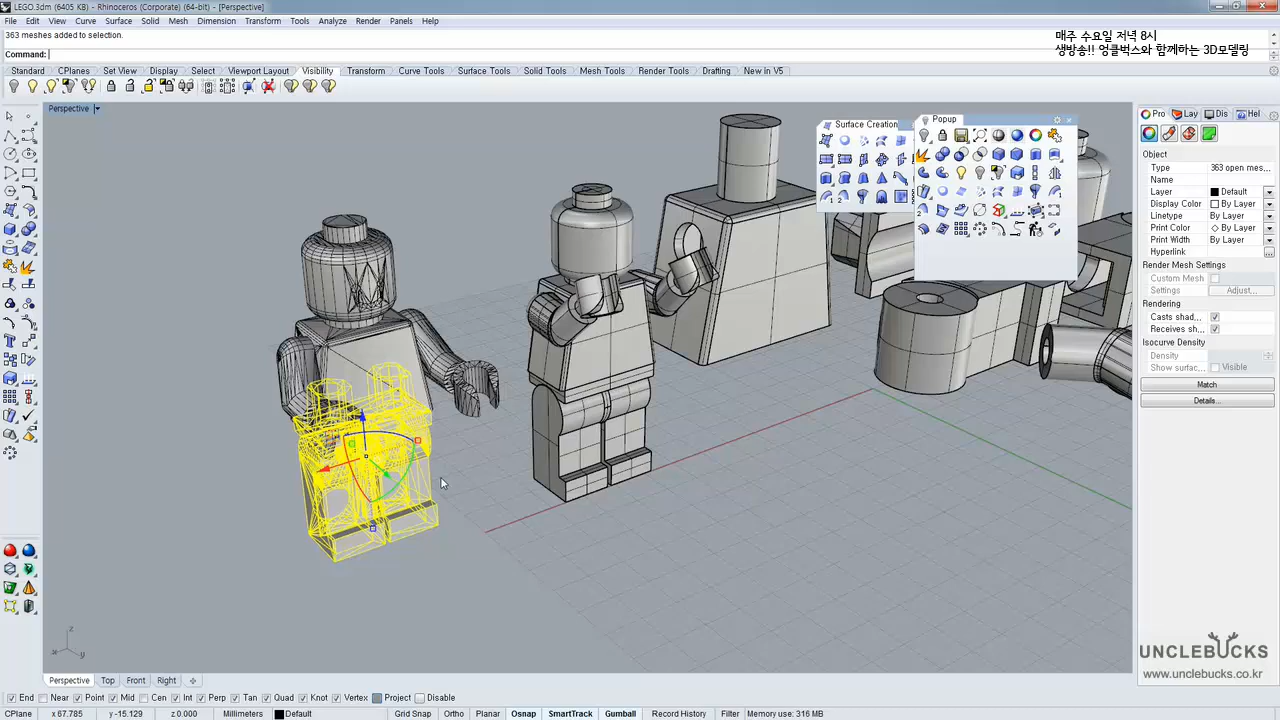 LEGO.3dm (6405 KB) - Rhinoceros (Corporate) (64-bit) - [Perspective]
File Edit View Curve Surface Solid Mesh Dimension Transform Tools Analyze Render Panels Help
363 meshes added to selection.
매주 수요일 저녁 8시
Command:
생방송!! 엉클벅스와 함께하는 3D모델링
Standard CPlanes Set View Display Select Viewport Layout Visibility Transform Curve Tools Surface Tools Solid Tools Mesh Tools Render Tools Drafting New in V5
Perspective
Surface Creation
Popup
Pro Lay Dis Hel
Object
Type 363 open mes...
Name
Layer Default
Display Color By Layer
Linetype By Layer
Print Color By Layer
Print Width By Layer
Hyperlink
Render Mesh Settings
Custom Mesh
Settings Adjust...
Rendering
Casts shad...
Receives sh...
Isocurve Density
Density
Show surfac... Visible
Match
Details...
z
x y
UNCLEBUCKS
www.unclebucks.co.kr
Perspective Top Front Right
End Near Point Mid Cen Int Perp Tan Quad Knot Vertex Project Disable
CPlane x 67.785 y -15.129 z 0.000 Millimeters Default Grid Snap Ortho Planar Osnap SmartTrack Gumball Record History Filter Memory use: 316 MB